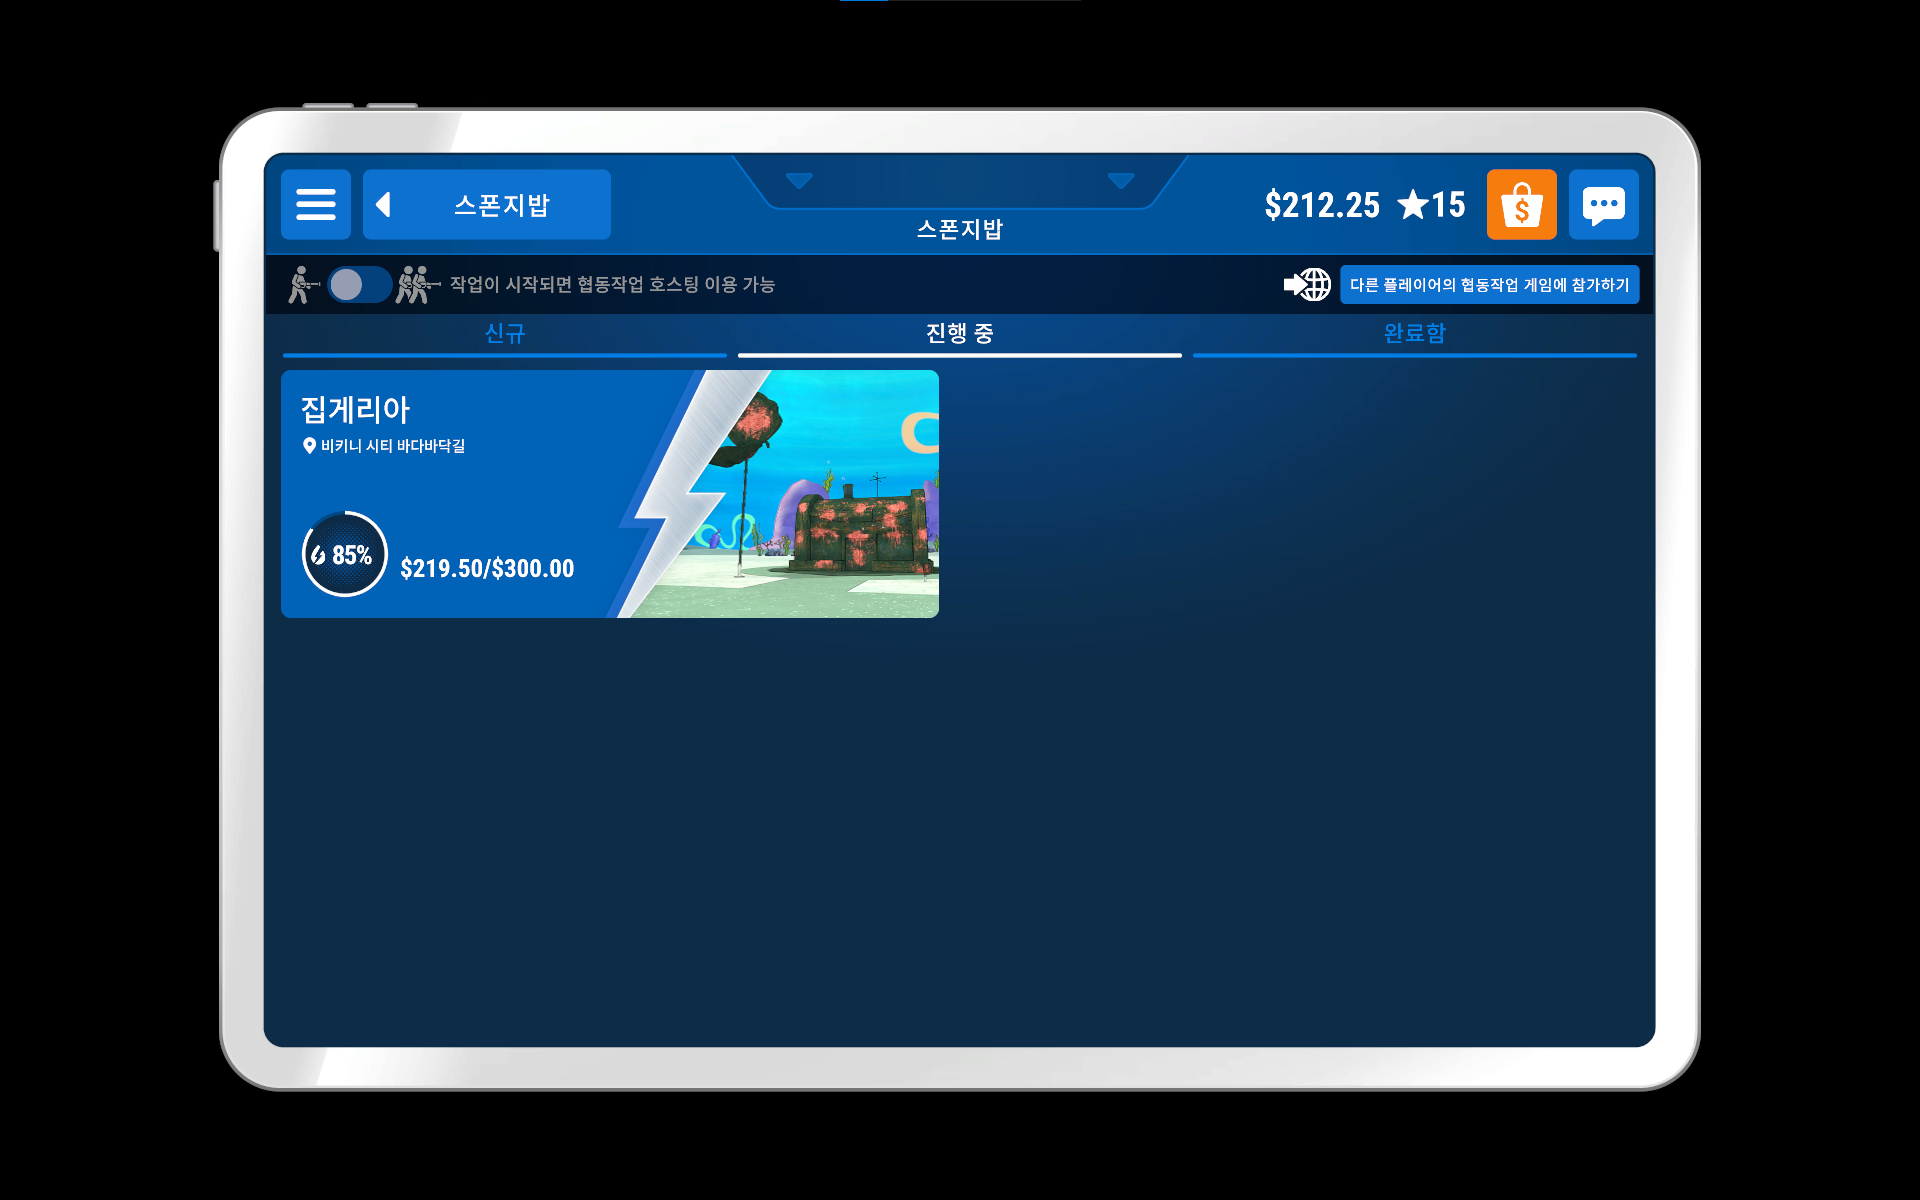 스폰지밥
스폰지밥
$212.25 ★15
$
작업이 시작되면 협동작업 호스팅 이용 가능
다른 플레이어의 협동작업 게임에 참가하기
신규
진행 중
완료함
집게리아
비키니 시티 바다바닥길
85%
$219.50/$300.00